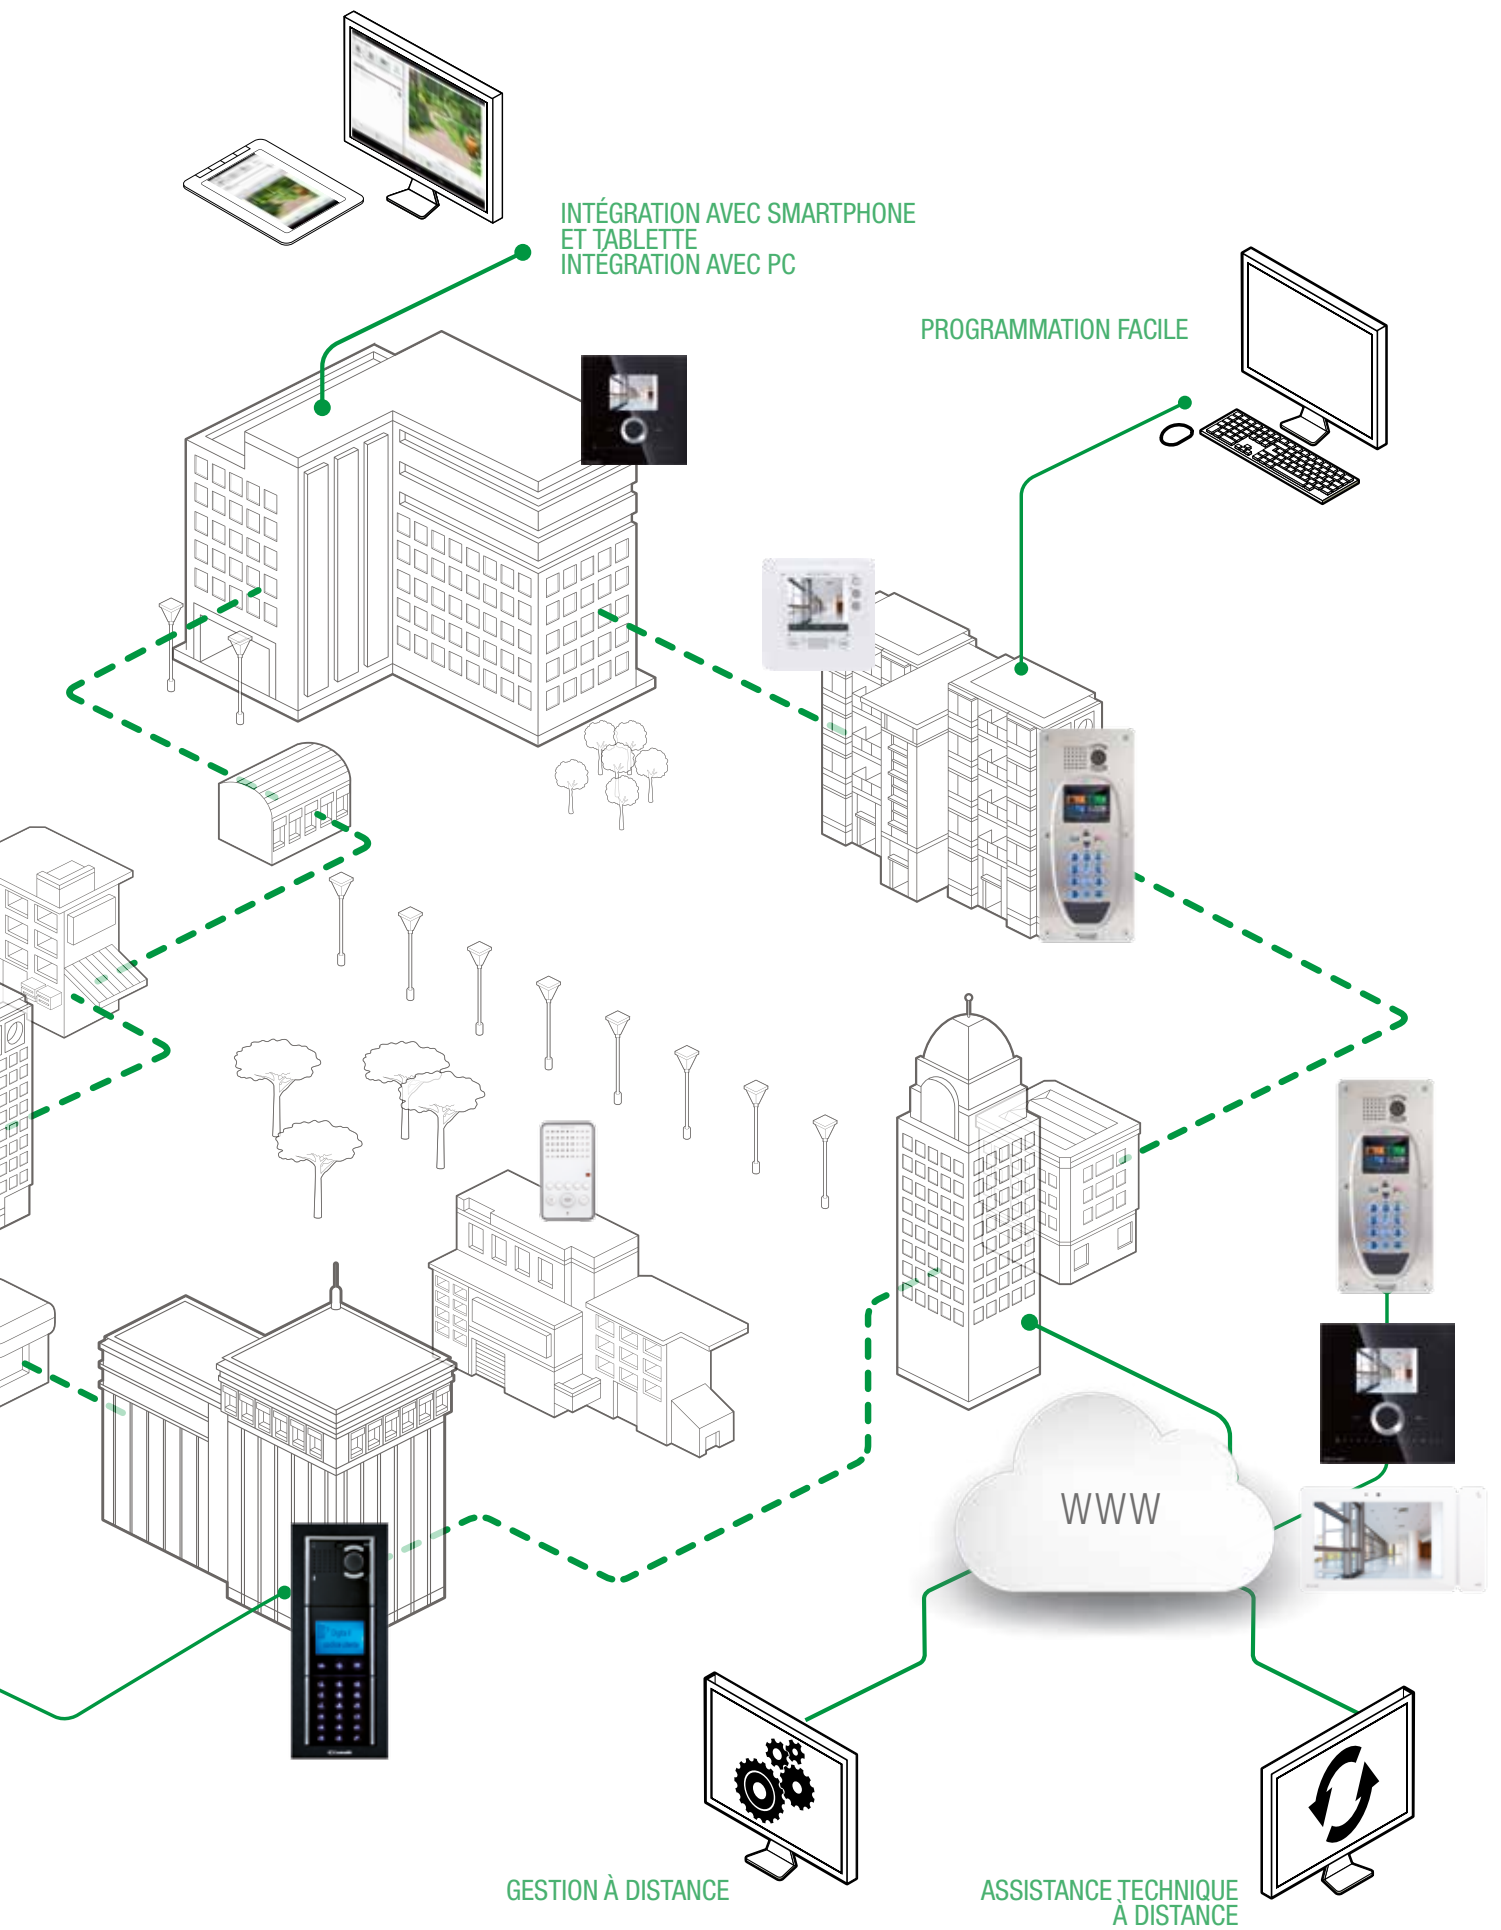 INTÉGRATION AVEC SMARTPHONE
ET TABLETTE
INTÉGRATION AVEC PC
PROGRAMMATION FACILE
WWW
GESTION À DISTANCE
ASSISTANCE TECHNIQUE
À DISTANCE